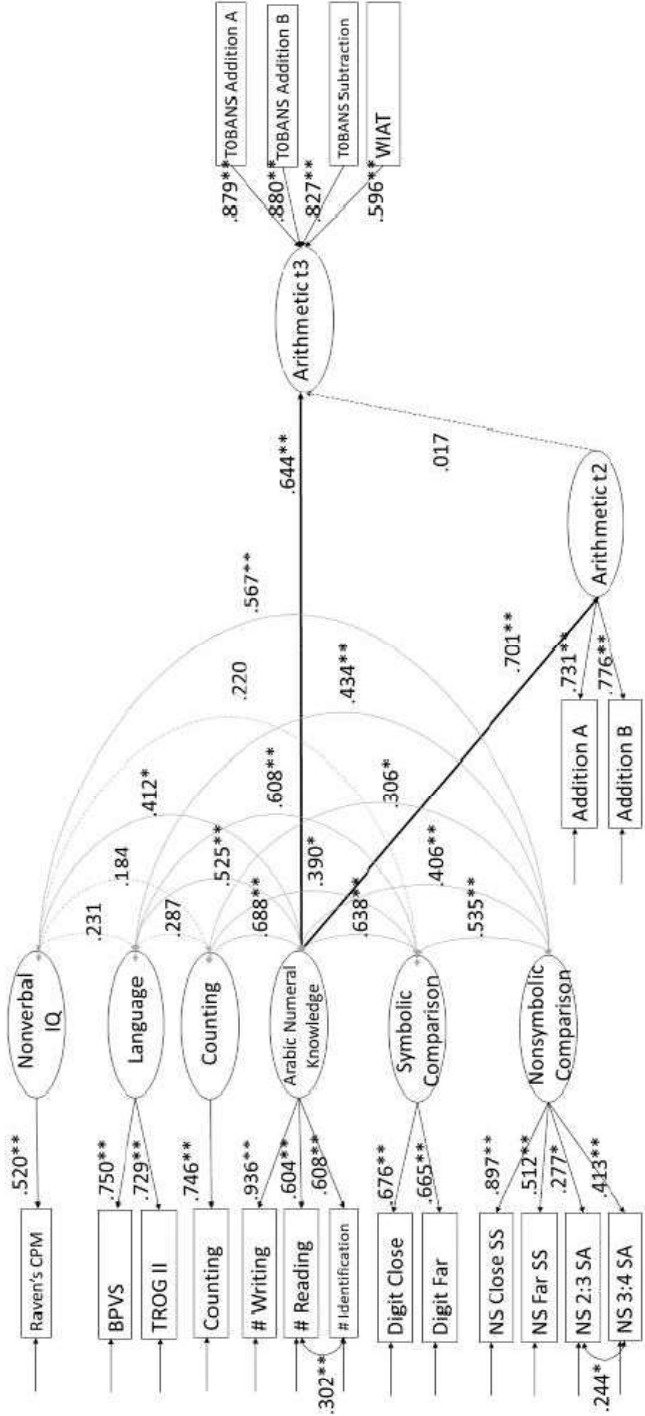 Raven's CPM
.520**
Nonverbal
IQ
BPVS
.750**
TROG II
.729**
Language
Counting
.746**
Counting
# Writing
.936**
# Reading
.604**
# Identification
.608**
.302**
Arabic Numeral
Knowledge
Digit Close
.676**
Digit Far
.665**
Symbolic
Comparison
NS Close SS
.897**
NS Far SS
.512**
NS 2:3 SA
.277*
NS 3:4 SA
.413**
.244*
Nonsymbolic
Comparison
.231
.184
.412*
.220
.567**
.287
.525**
.608**
.434**
.688**
.390*
.306*
.638**
.406**
.535**
.644**
.701**
.017
Addition A
.731**
Addition B
.776**
Arithmetic t2
Arithmetic t3
.879**
TOBANS Addition A
.880**
TOBANS Addition B
.827**
TOBANS Subtraction
.596**
WIAT